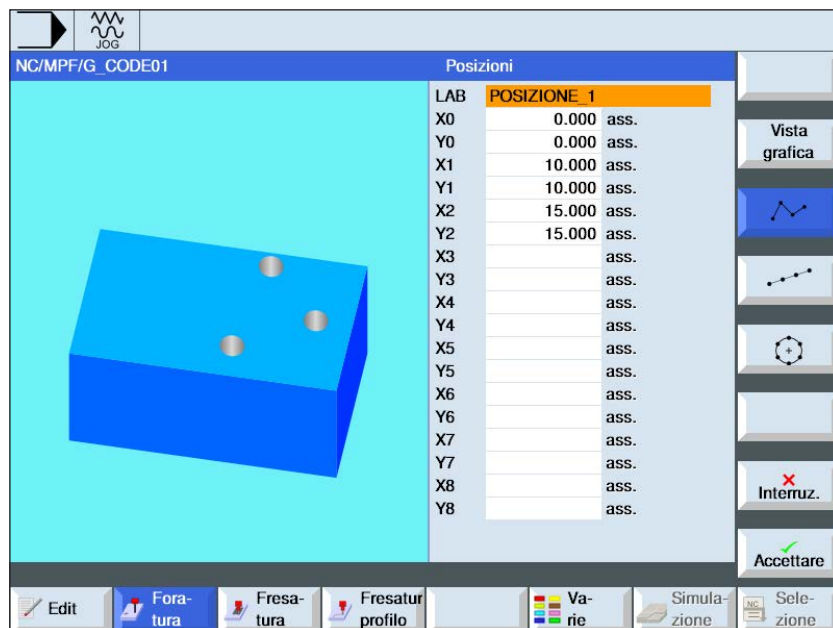 JOG
NC/MPF/G_CODE01
Posizioni
LAB POSIZIONE_1
X0 0.000 ass.
Y0 0.000 ass.
X1 10.000 ass.
Y1 10.000 ass.
X2 15.000 ass.
Y2 15.000 ass.
X3 ass.
Y3 ass.
X4 ass.
Y4 ass.
X5 ass.
Y5 ass.
X6 ass.
Y6 ass.
X7 ass.
Y7 ass.
X8 ass.
Y8 ass.
Vista
grafica
Interruz.
Accettare
Edit
Fora-
tura
Fresa-
tura
Fresatur
profilo
Va-
rie
Simula-
zione
NC
Sele-
zione